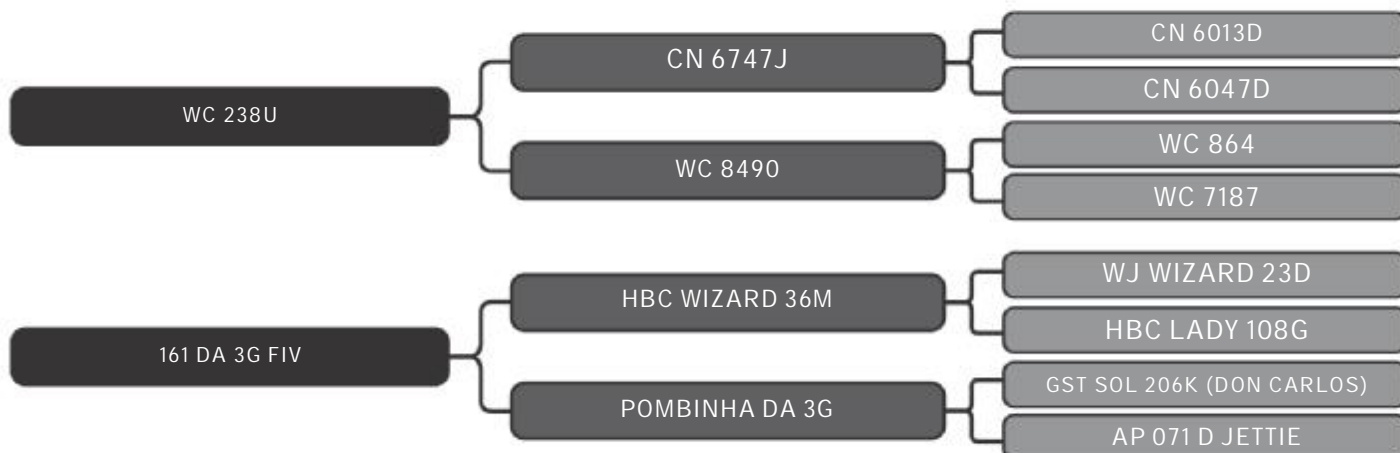 CN 6013D
CN 6747J
CN 6047D
WC 238U
WC 864
WC 8490
WC 7187
WJ WIZARD 23D
HBC WIZARD 36M
HBC LADY 108G
161 DA 3G FIV
GST SOL 206K (DON CARLOS)
POMBINHA DA 3G
AP 071 D JETTIE